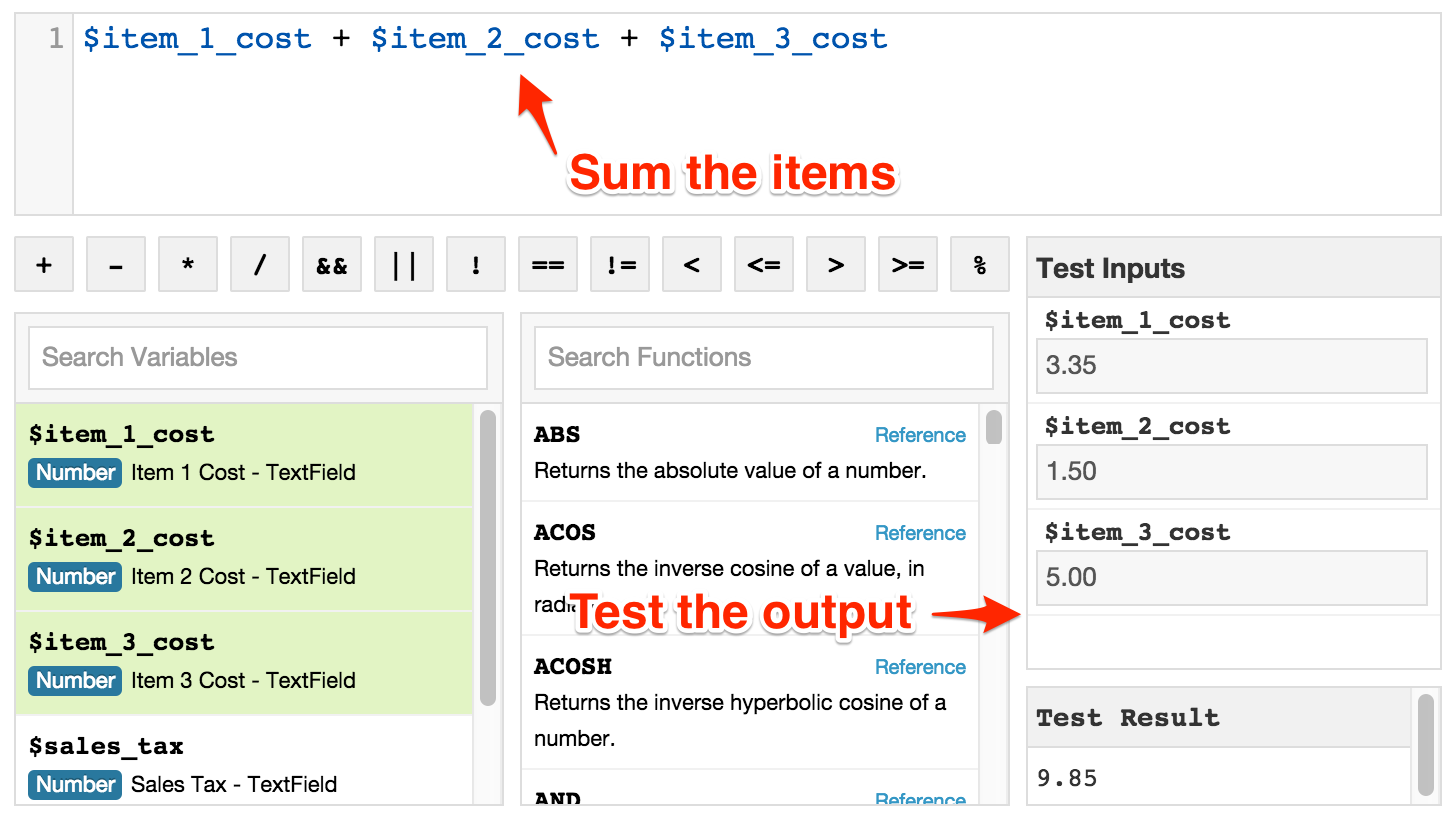 1 $item_1_cost + $item_2_cost + $item_3_cost
Sum the items
+ - * / && || ! == != < <= > >= %
Search Variables
$item_1_cost
Number Item 1 Cost - TextField
$item_2_cost
Number Item 2 Cost - TextField
$item_3_cost
Number Item 3 Cost - TextField
$sales_tax
Number Sales Tax - TextField
Search Functions
ABS Reference
Returns the absolute value of a number.
ACOS Reference
Returns the inverse cosine of a value, in
Test the output
ACOSH Reference
Returns the inverse hyperbolic cosine of a
number.
AND Reference
Test Inputs
$item_1_cost
3.35
$item_2_cost
1.50
$item_3_cost
5.00
Test Result
9.85